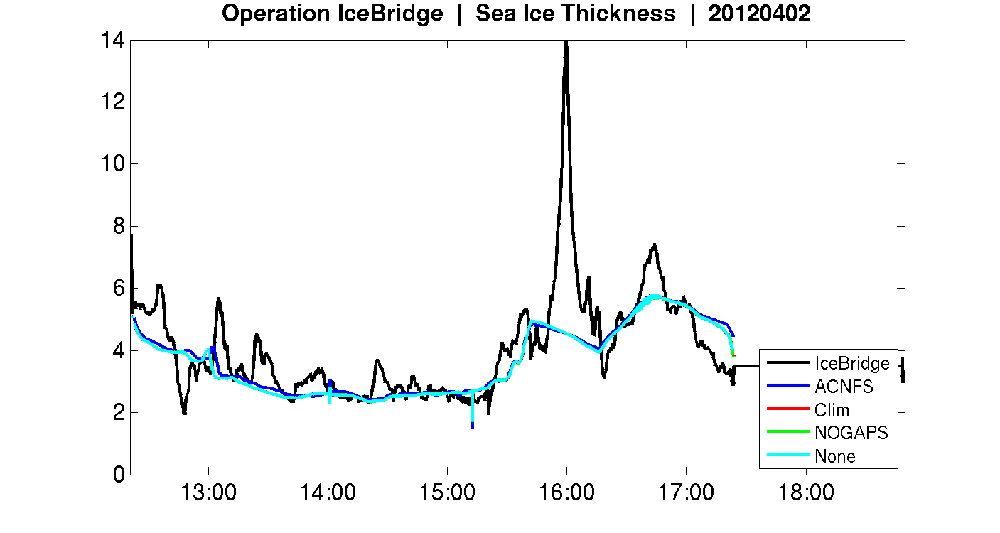 Operation IceBridge | Sea Ice Thickness | 20120402
14
12
10
8
6
4
2
0
13:00 14:00 15:00 16:00 17:00 18:00
IceBridge
ACNFS
Clim
NOGAPS
None